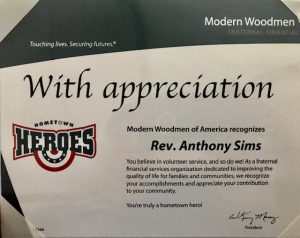 Modern Woodmen
FRATERNAL FINANCIAL
Touching lives. Securing futures.®
With appreciation
HOMETOWN
HEROES
Modern Woodmen of America recognizes
Rev. Anthony Sims
You believe in volunteer service, and so do we! As a fraternal
financial services organization dedicated to improving the
quality of life for families and communities, we recognize
your accomplishments and appreciate your contribution
to your community.
You're truly a hometown hero!
President